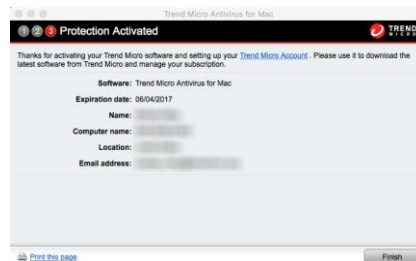 Trend Micro Antivirus for Mac
1 2 3 Protection Activated
TREND
MICRO
Thanks for activating your Trend Micro software and setting up your Trend Micro Account . Please use it to download the
latest software from Trend Micro and manage your subscription.
Software: Trend Micro Antivirus for Mac
Expiration date: 06/04/2017
Name:
Computer name:
Location:
Email address:
Print this page
Finish